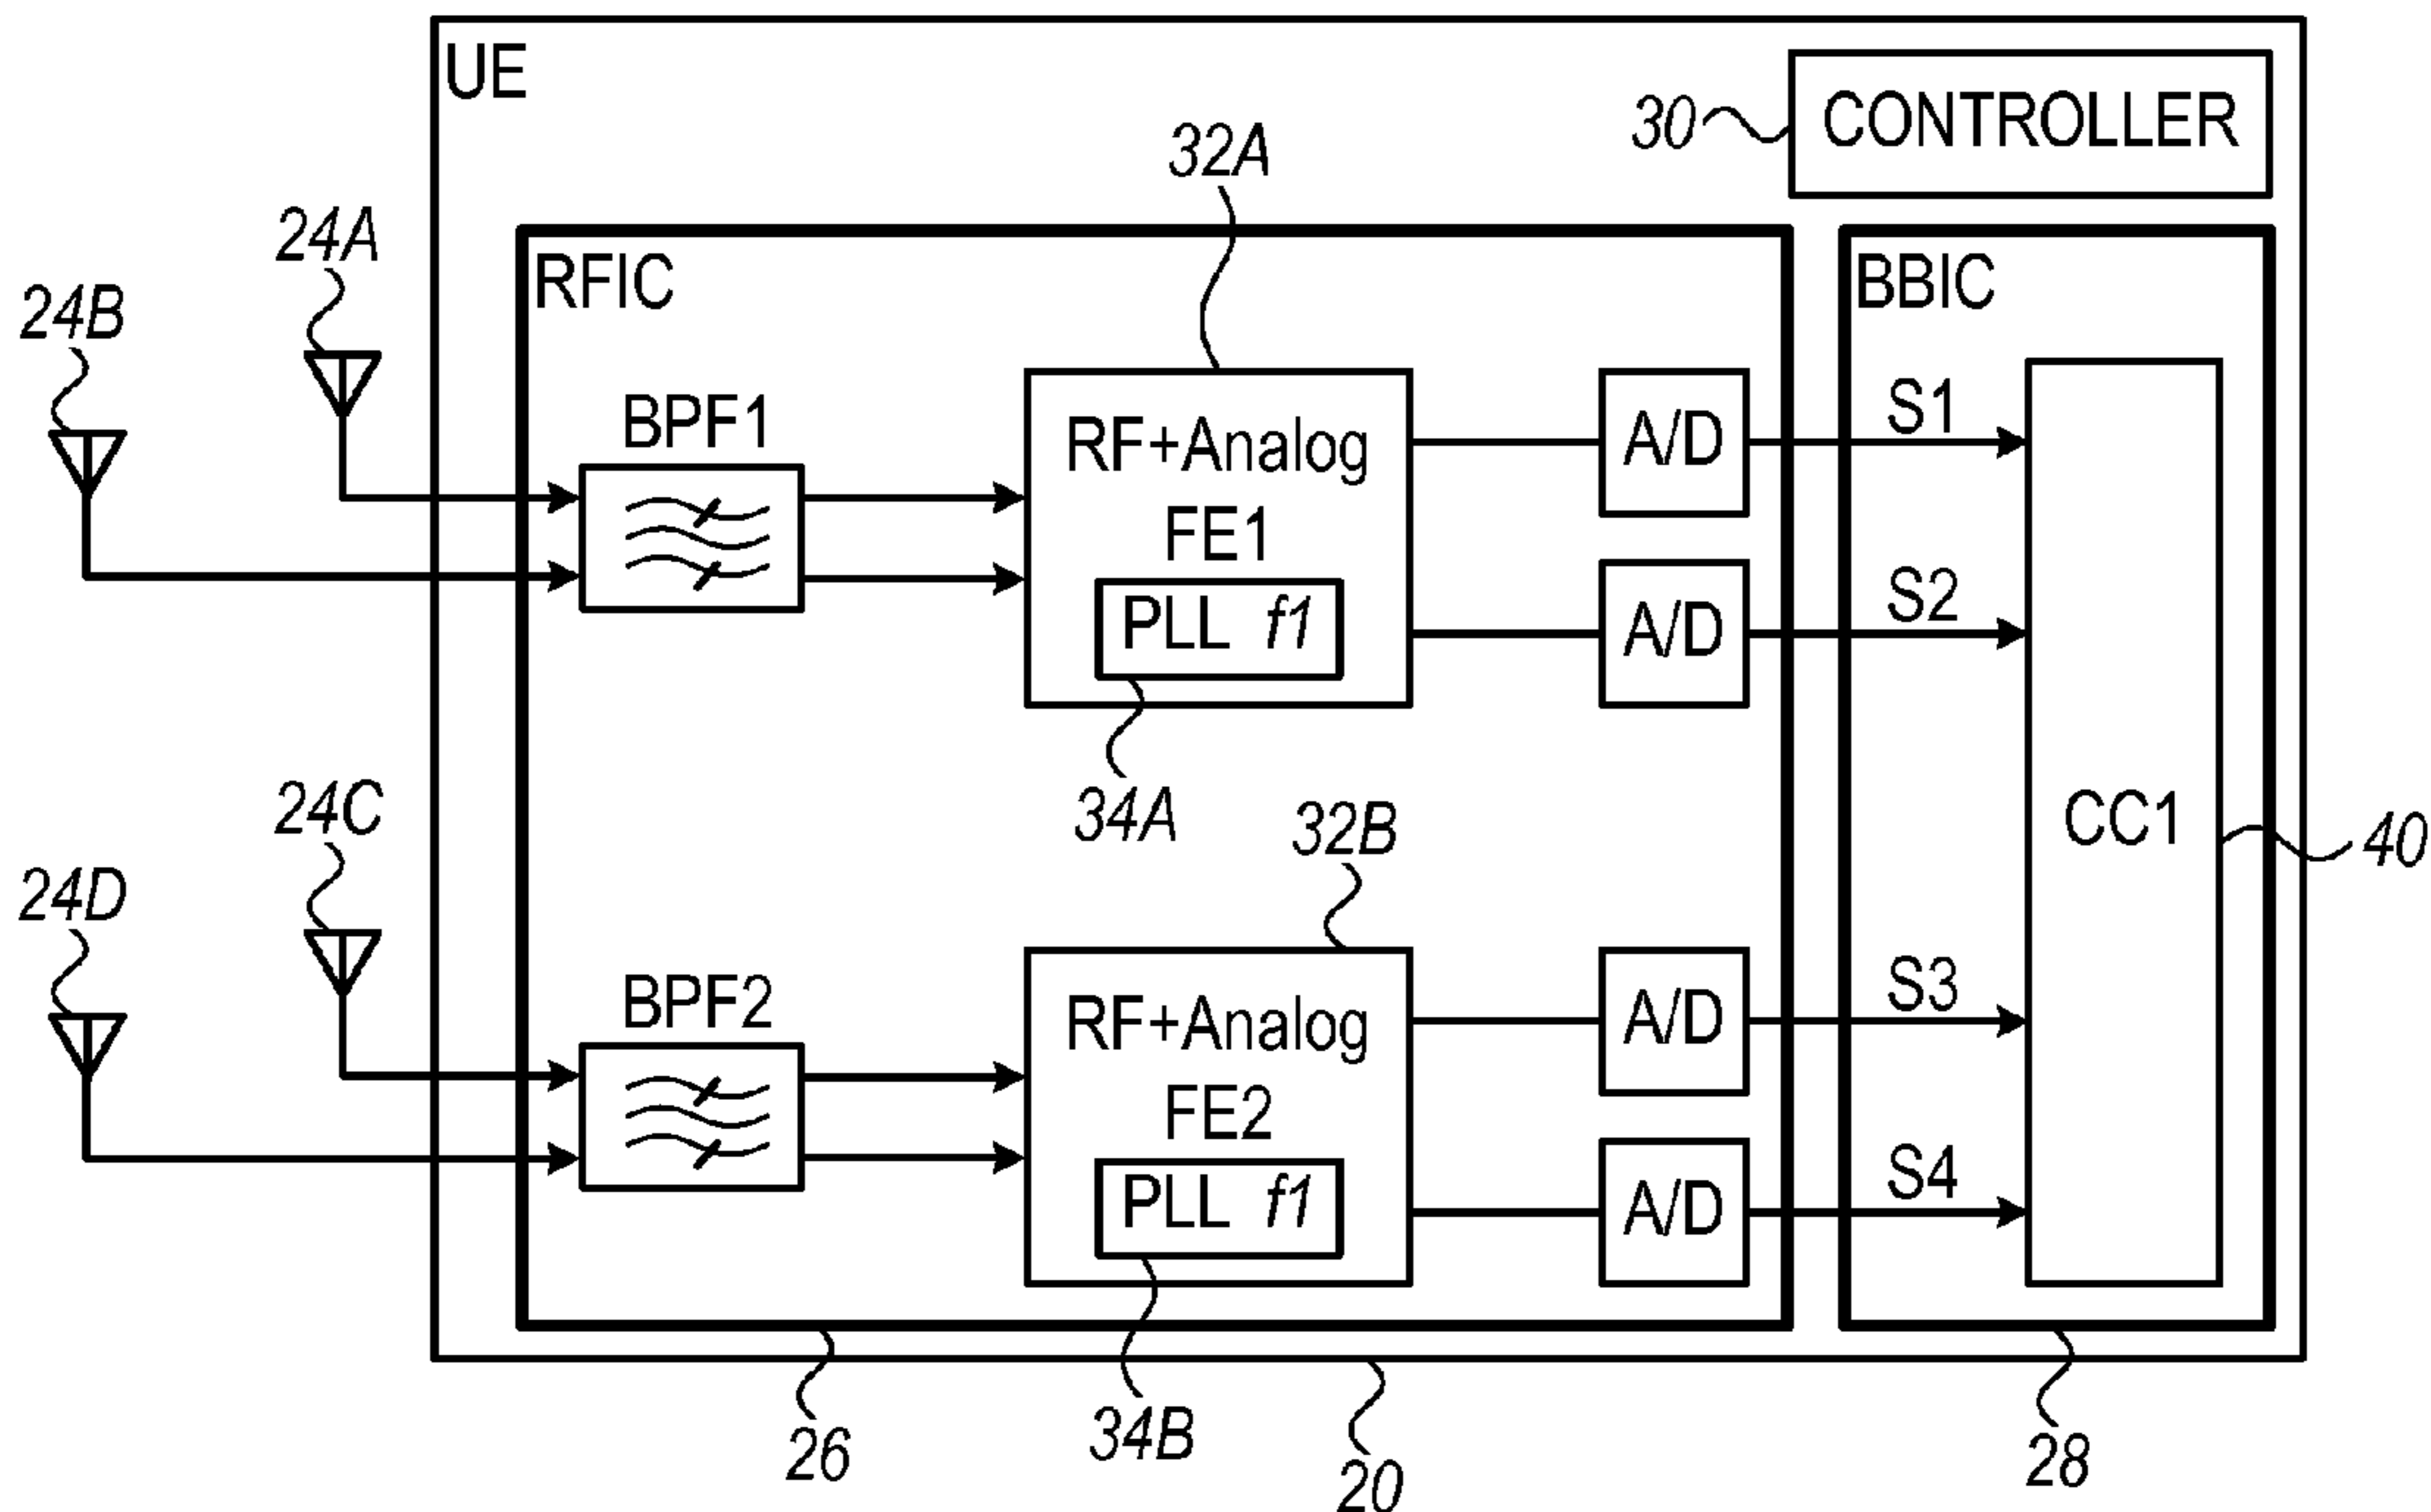 UE
30
CONTROLLER
32A
24A
24B
RFIC
BBIC
BPF1
RF+Analog
FE1
PLL f1
A/D
S1
A/D
S2
34A
24C
24D
32B
CC1
40
BPF2
RF+Analog
FE2
PLL f1
A/D
S3
A/D
S4
26
34B
20
28